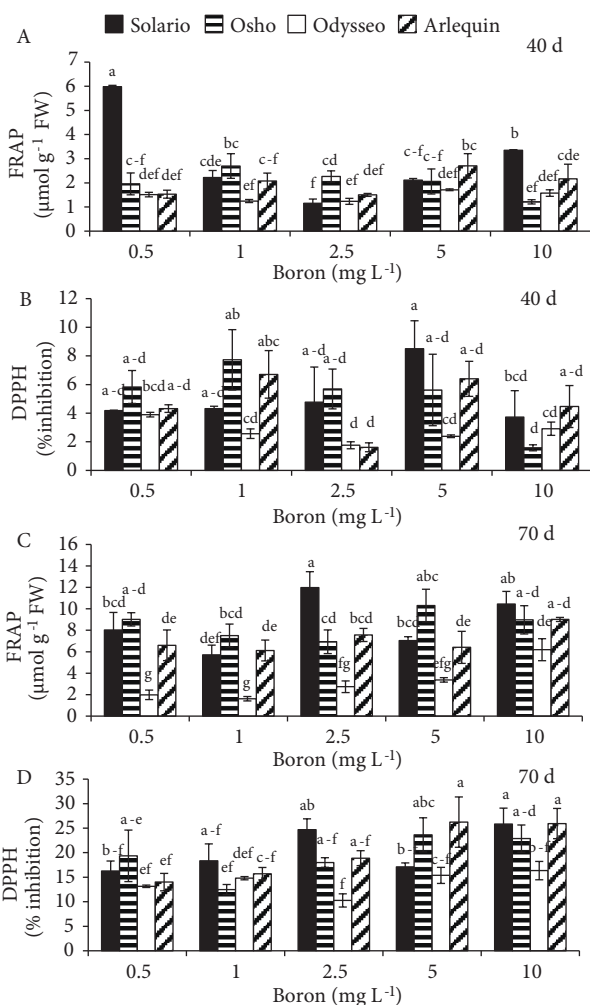 Solario Osho Odysseo Arlequin
A 40 d
FRAP
(μmol g-1 FW)
7
6
5
4
3
2
1
0
a c-f def def
cde bc ef c-f
f cd ef def
c-f c-f def bc
b ef def cde
0.5 1 2.5 5 10
Boron (mg L-1)
B 40 d
DPPH
(%inhibition)
12
10
8
6
4
2
0
a-d a-d bcd a-d
a-d ab cd abc
a-d a-d d d
a a-d cd a-d
bcd d cd a-d
0.5 1 2.5 5 10
Boron (mg L-1)
C 70 d
FRAP
(μmol g-1 FW)
16
14
12
10
8
6
4
2
0
bcd a-d g de
def bcd g de
a cd fg bcd
bcd abc efg de
ab a-d de a-d
0.5 1 2.5 5 10
Boron (mg L-1)
D 70 d
DPPH
(% inhibition)
35
30
25
20
15
10
5
0
b-f a-e ef ef
a-f ef def c-f
ab a-f f a-f
abc c-f a
a a-d b-f a
0.5 1 2.5 5 10
Boron (mg L-1)